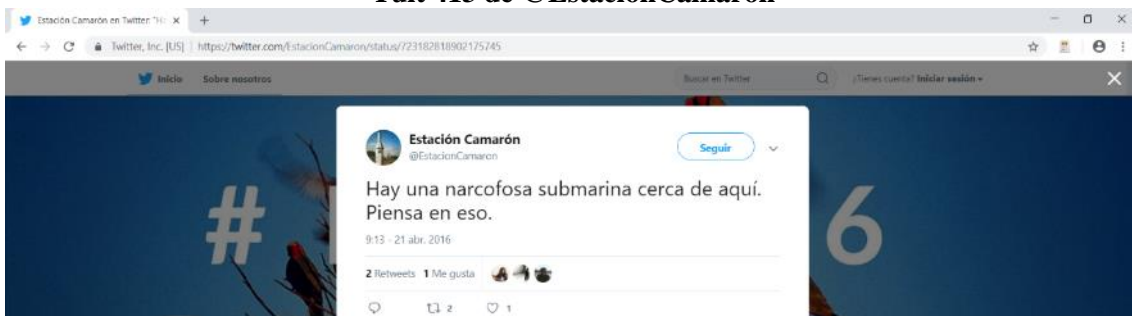 Estación Camarón en Twitter: "H
Twitter, Inc. [US] | https://twitter.com/EstacionCamaron/status/723182818902175745
Inicio Sobre nosotros Buscar en Twitter ¿Tienes cuenta? Iniciar sesión
Estación Camarón
@EstacionCamaron
Seguir
# 6
Hay una narcofosa submarina cerca de aquí.
Piensa en eso.
9:13 - 21 abr. 2016
2 Retweets 1 Me gusta
2 1